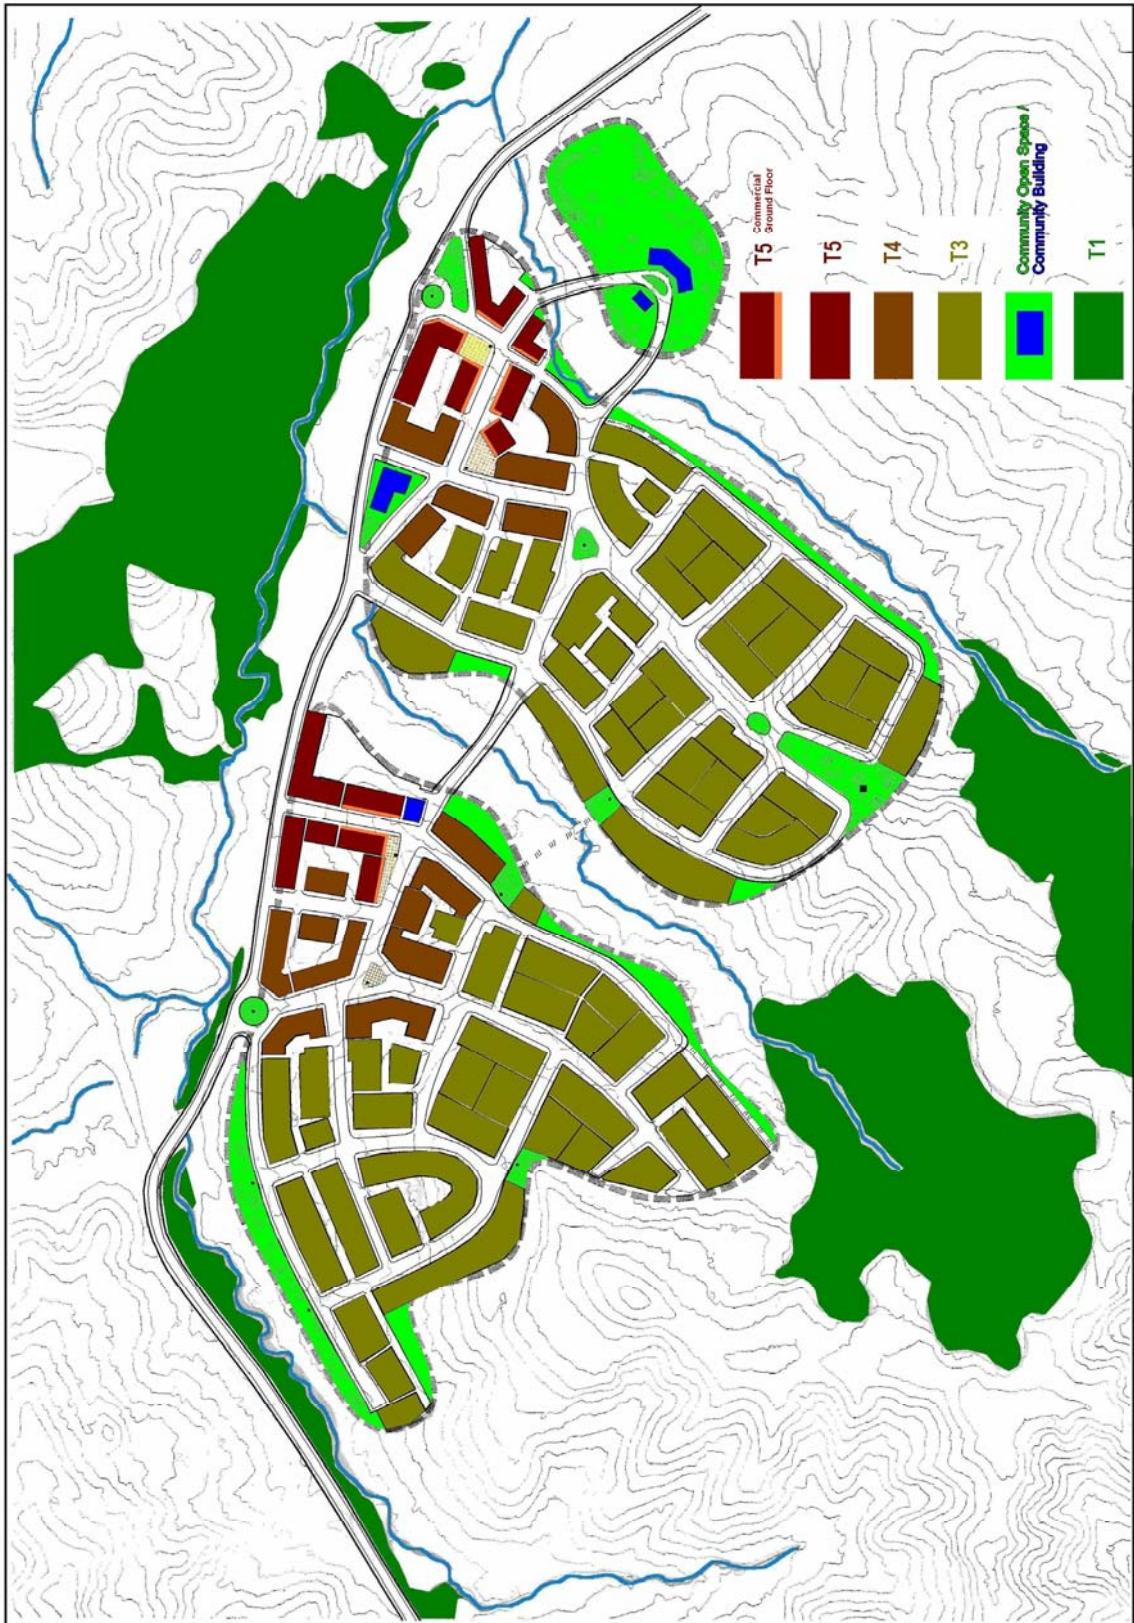 T5 Commercial
Ground Floor
T5
T4
T3
Community Open Space /
Community Building
T1